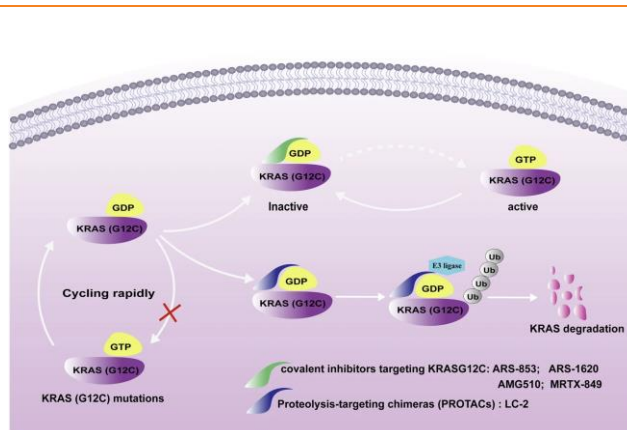 GDP
KRAS (G12C)
Inactive
GTP
KRAS (G12C)
active
GDP
KRAS (G12C)
Cycling rapidly
GTP
KRAS (G12C)
KRAS (G12C) mutations
GDP
KRAS (G12C)
E3 ligase
GDP
KRAS (G12C)
Ub
Ub
Ub
Ub
KRAS degradation
covalent inhibitors targeting KRASG12C: ARS-853; ARS-1620
AMG510; MRTX-849
Proteolysis-targeting chimeras (PROTACs) : LC-2